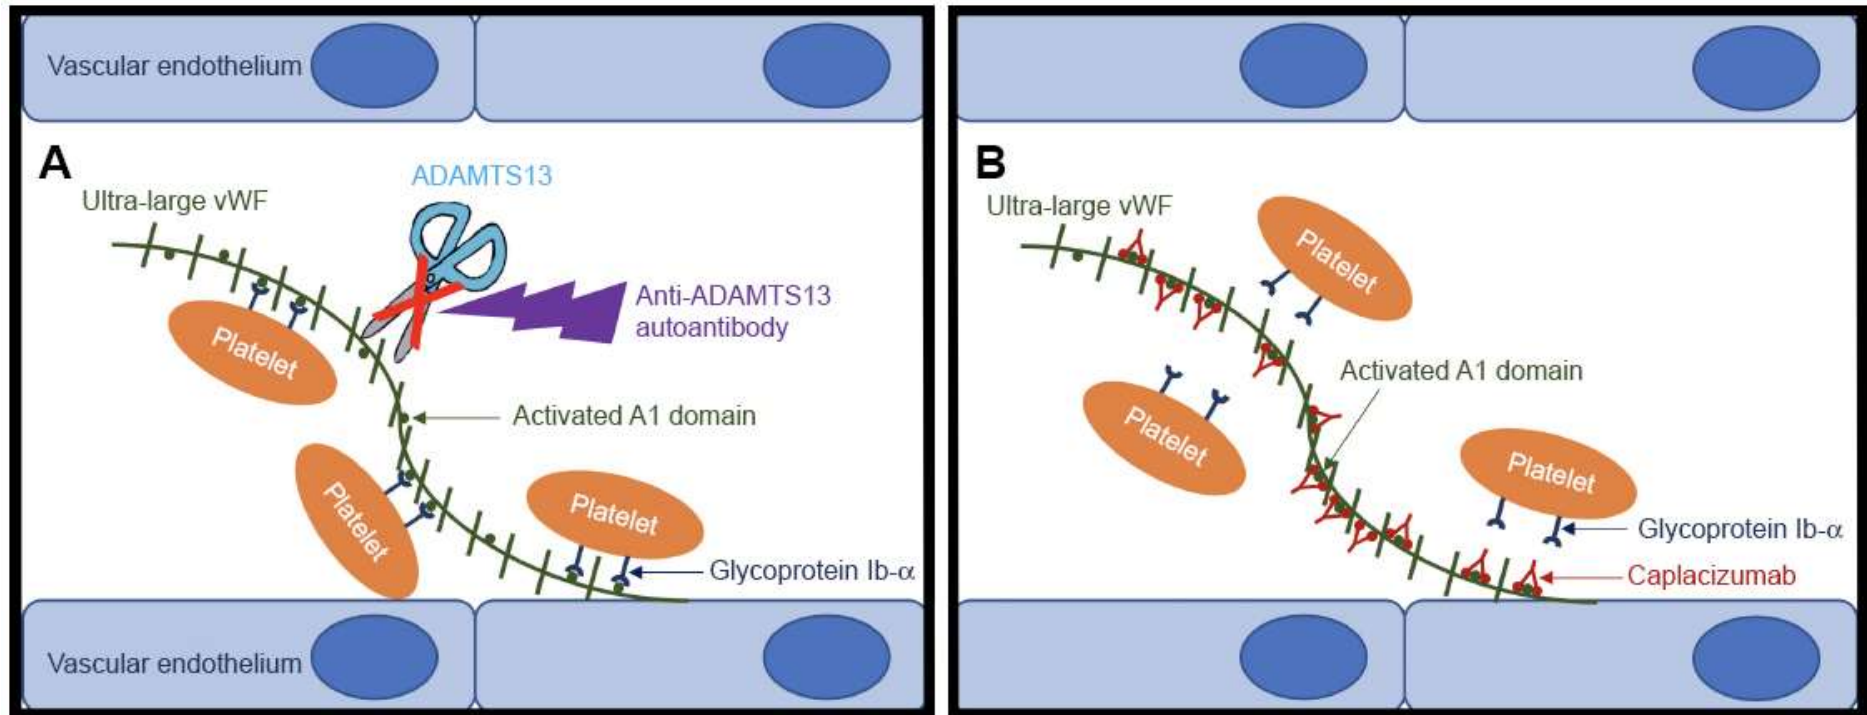 Vascular endothelium
A
ADAMTS13
Ultra-large vWF
Anti-ADAMTS13
autoantibody
Platelet
Activated A1 domain
Platelet
Platelet
Glycoprotein Ib-α
Vascular endothelium
B
Ultra-large vWF
Platelet
Activated A1 domain
Platelet
Platelet
Glycoprotein Ib-α
Caplacizumab